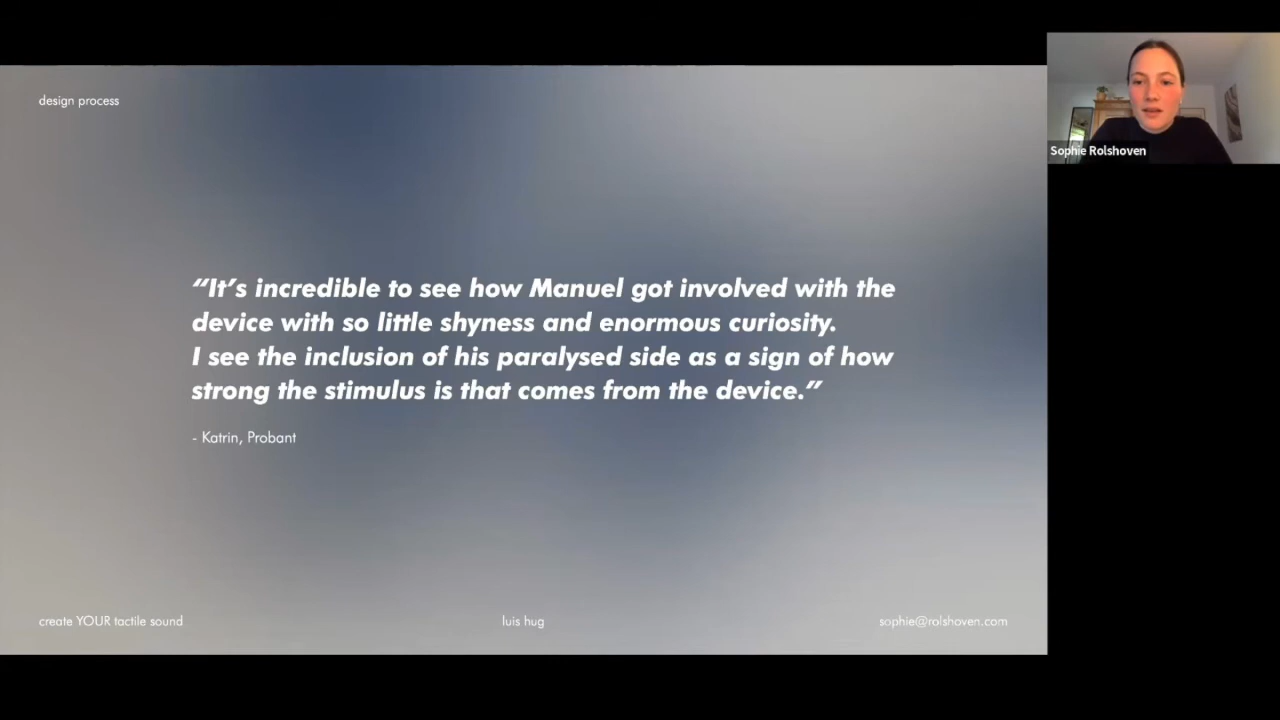 design process
Sophie Rolshoven
“It’s incredible to see how Manuel got involved with the
device with so little shyness and enormous curiosity.
I see the inclusion of his paralysed side as a sign of how
strong the stimulus is that comes from the device.”
- Katrin, Probant
create YOUR tactile sound
luis hug
sophie@rolshoven.com